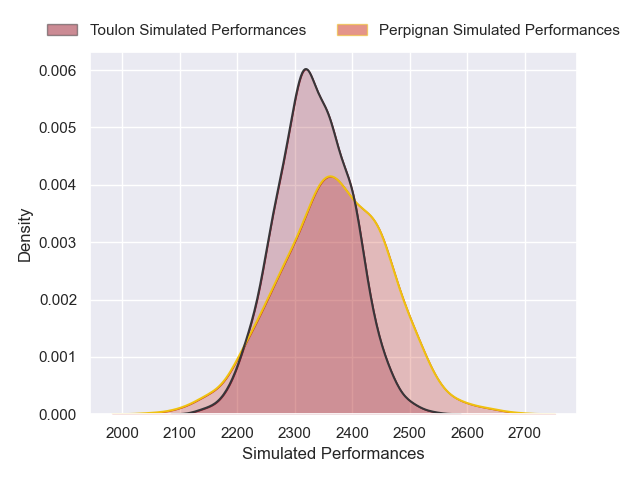 Toulon Simulated Performances Perpignan Simulated Performances
0.006
0.005
0.004
0.003
0.002
0.001
0.000
Density
2000 2100 2200 2300 2400 2500 2600 2700
Simulated Performances